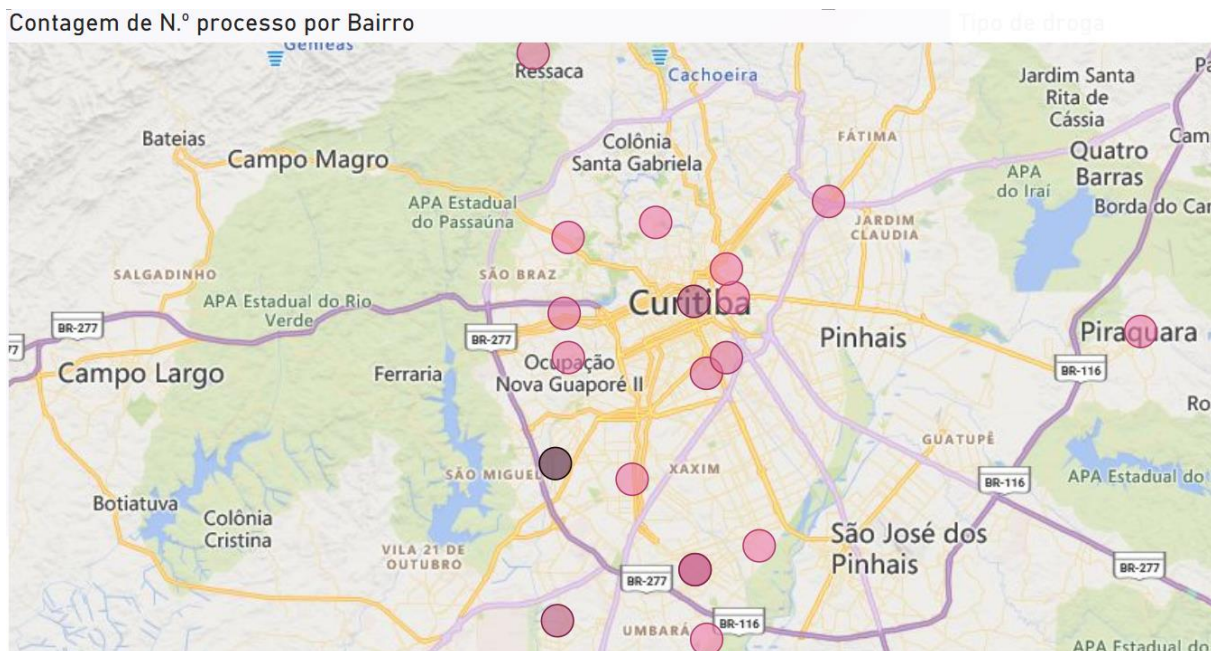 Contagem de N.º processo por Bairro
Tipo de droga
Gêmeas
Ressaca
Cachoeira
Jardim Santa
Rita de
Cássia
Bateias
Campo Magro
Colônia
Santa Gabriela
FÁTIMA
Quatro
Barras
APA
do Iraí
APA Estadual
do Passaúna
Borda do
JARDIM
CLAUDIA
SALGADINHO
SÃO BRAZ
APA Estadual do Rio
Verde
Curitiba
BR-277
BR-277
Pinhais
Piraquara
Campo Largo
Ferraria
Ocupação
Nova Guaporé II
BR-116
GUATUPÊ
SÃO MIGUEL
XAXIM
BR-116
APA Estadual do
Botiatuva
Colônia
Cristina
VILA 21 DE
OUTUBRO
São José dos
Pinhais
BR-277
BR-277
UMBARÁ
BR-116
APA Estadual do